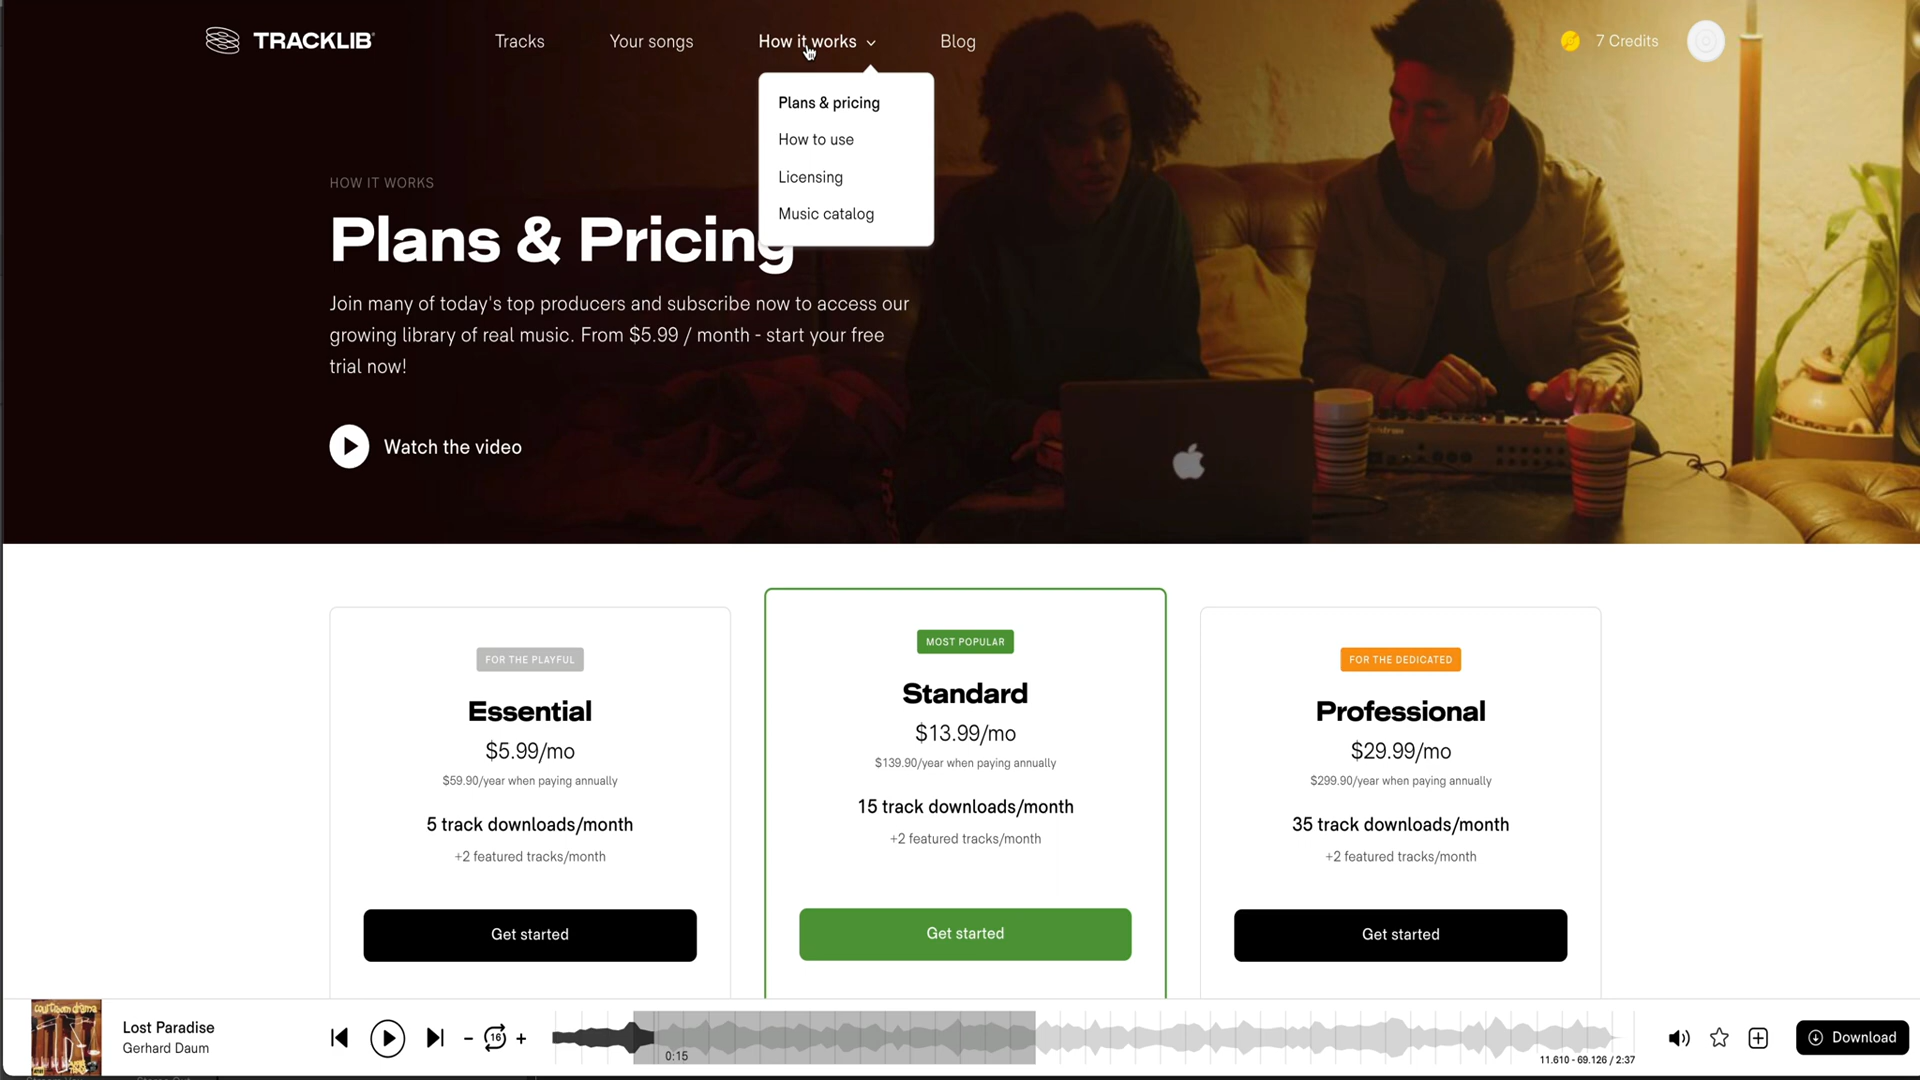 TRACKLIB
Tracks
Your songs
How it works
Blog
7 Credits
Plans & pricing
How to use
Licensing
Music catalog
HOW IT WORKS
Plans & Pricing
Join many of today's top producers and subscribe now to access our
growing library of real music. From $5.99 / month - start your free
trial now!
Watch the video
FOR THE PLAYFUL
Essential
$5.99/mo
$59.90/year when paying annually
5 track downloads/month
+2 featured tracks/month
Get started
MOST POPULAR
Standard
$13.99/mo
$139.90/year when paying annually
15 track downloads/month
+2 featured tracks/month
Get started
FOR THE DEDICATED
Professional
$29.99/mo
$299.90/year when paying annually
35 track downloads/month
+2 featured tracks/month
Get started
Lost Paradise
Gerhard Daum
16
0:15
11.610 - 69.126 / 2:37
Download